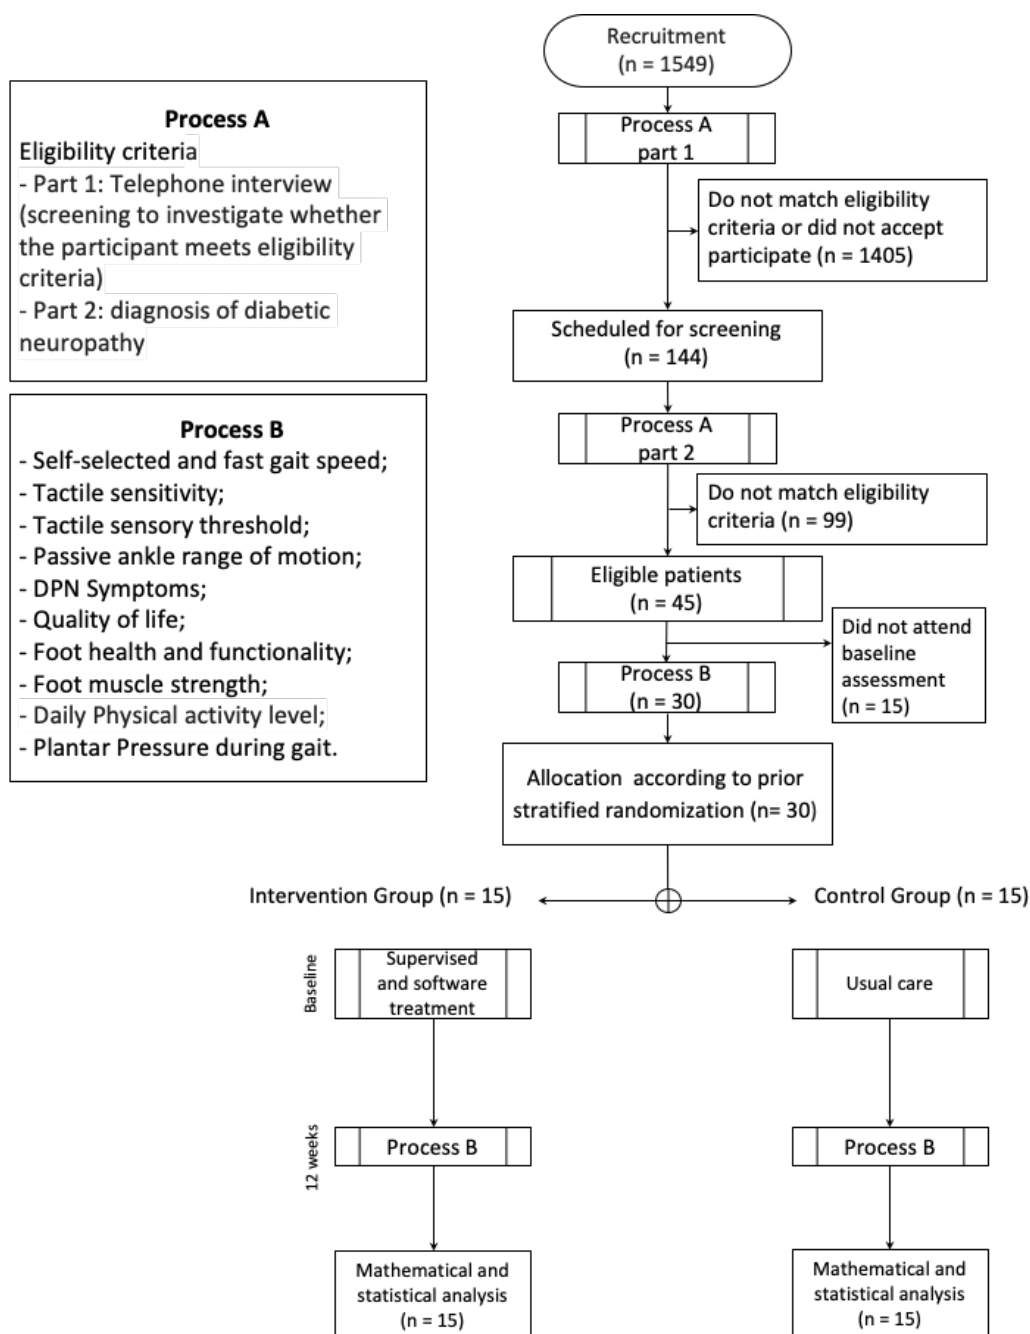 Recruitment
(n = 1549)
Process A
part 1
Do not match eligibility
criteria or did not accept
participate (n = 1405)
Scheduled for screening
(n = 144)
Process A
part 2
Do not match eligibility
criteria (n = 99)
Eligible patients
(n = 45)
Did not attend
baseline
assessment
(n = 15)
Process B
(n = 30)
Allocation according to prior
stratified randomization (n= 30)
Intervention Group (n = 15)
Control Group (n = 15)
Baseline
Supervised
and software
treatment
Usual care
12 weeks
Process B
Process B
Mathematical and
statistical analysis
(n = 15)
Mathematical and
statistical analysis
(n = 15)
Process A
Eligibility criteria
- Part 1: Telephone interview
(screening to investigate whether
the participant meets eligibility
criteria)
- Part 2: diagnosis of diabetic
neuropathy
Process B
- Self-selected and fast gait speed;
- Tactile sensitivity;
- Tactile sensory threshold;
- Passive ankle range of motion;
- DPN Symptoms;
- Quality of life;
- Foot health and functionality;
- Foot muscle strength;
- Daily Physical activity level;
- Plantar Pressure during gait.